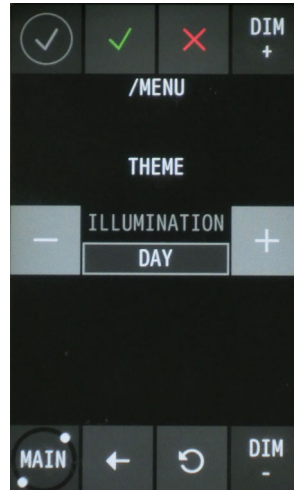 DIM
+
/MENU
THEME
ILLUMINATION
− +
DAY
MAIN
DIM
-